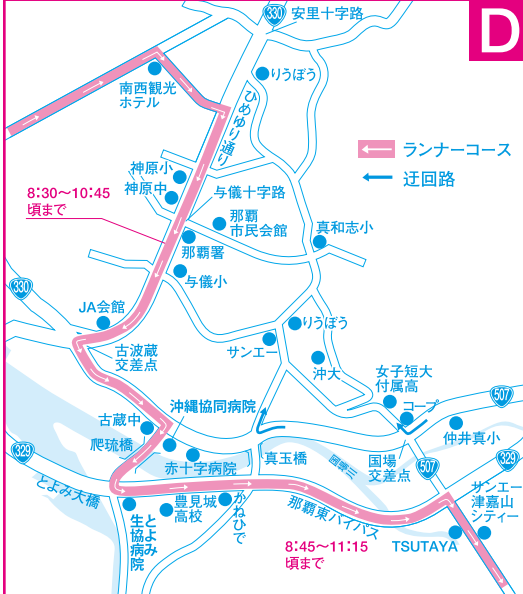 D
330
安里十字路
りうぼう
南西観光
ホテル
ひめゆり通り
ランナーコース
迂回路
神原小
神原中
8:30〜10:45
頃まで
与儀十字路
那覇
市民会館
真和志小
那覇署
与儀小
330
JA会館
りうぼう
サンエー
古波蔵
交差点
沖大
女子短大
付属高
コープ
507
沖縄協同病院
古蔵中
爬琉橋
仲井真小
329
赤十字病院
真玉橋
国場川
国場
交差点
507
329
とよみ大橋
サンエー
津嘉山
シティー
とよみ
生協病院
豊見城
高校
かねひで
那覇東バイパス
TSUTAYA
8:45〜11:15
頃まで